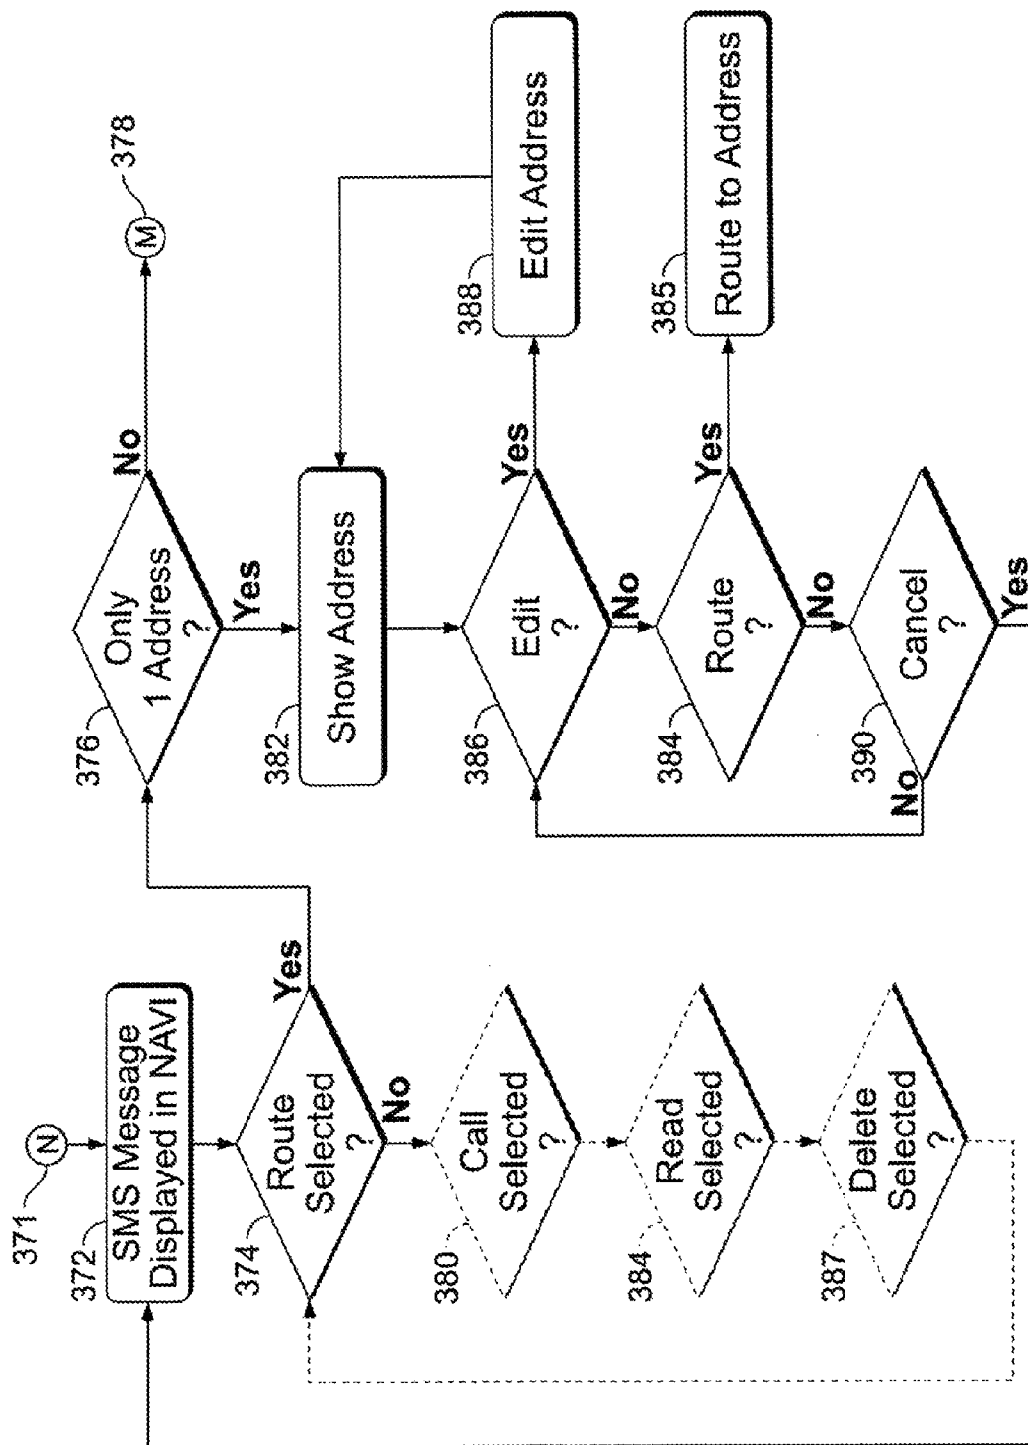 371
N
372
SMS Message
Displayed in NAVI
374
Route
Selected
?
Yes
No
380
Call
Selected
?
384
Read
Selected
?
387
Delete
Selected
?
376
Only
1 Address
?
No
M
378
Yes
382
Show Address
386
Edit
?
Yes
388
Edit Address
No
384
Route
?
Yes
385
Route to Address
No
390
Cancel
?
No
Yes